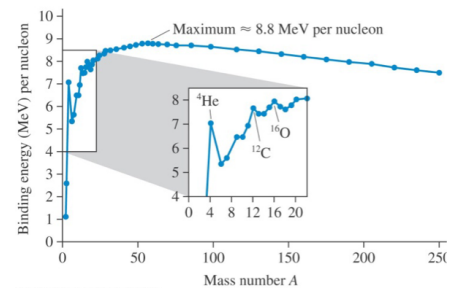 Binding energy (MeV) per nucleon
10
9
8
7
6
5
4
3
2
1
0
Maximum ≈ 8.8 MeV per nucleon
8
7
6
5
4
⁴He
¹⁶O
¹²C
0 4 8 12 16 20
0 50 100 150 200 25
Mass number A